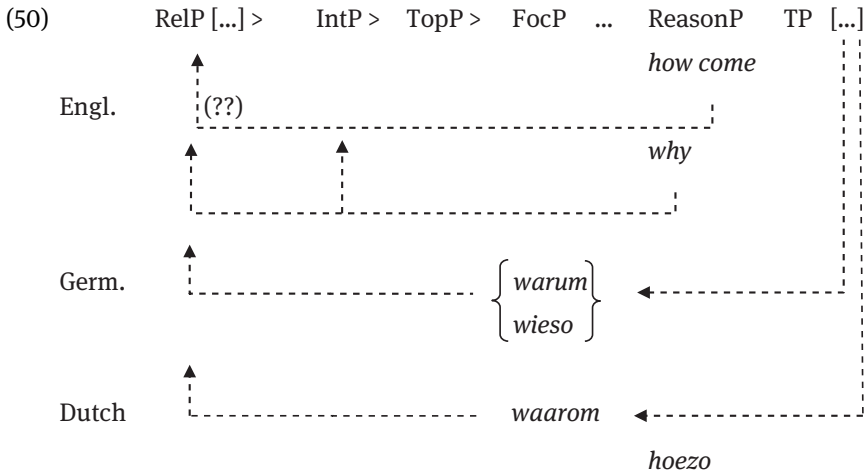 (50) RelP [...] > IntP > TopP > FocP ... ReasonP TP [...]
how come
Engl. (??)
why
Germ. warum
wieso
Dutch waarom
hoezo